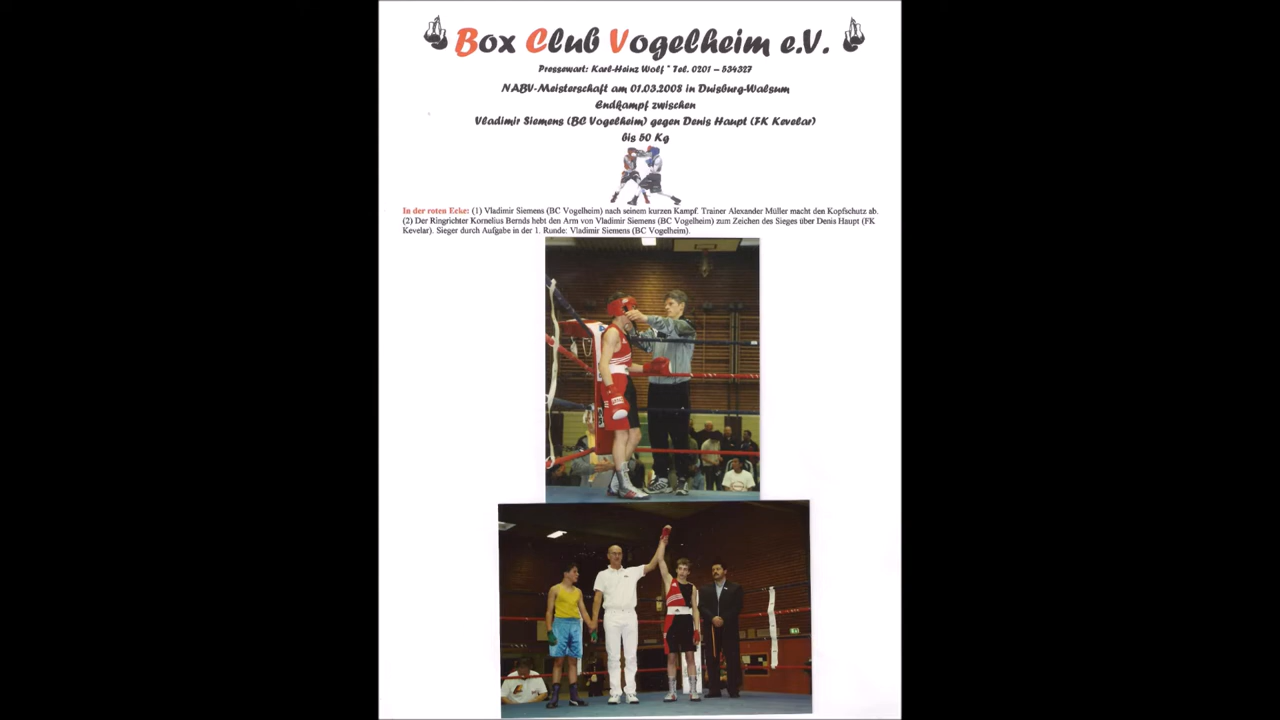 Box Club Vogelheim e.V.
Pressewart: Karl-Heinz Wolf * Tel. 0201 – 534327
NABV-Meisterschaft am 01.03.2008 in Duisburg-Walsum
Endkampf zwischen
Vladimir Siemens (BC Vogelheim) gegen Denis Haupt (FK Kevelar)
bis 50 Kg
In der roten Ecke: (1) Vladimir Siemens (BC Vogelheim) nach seinem kurzen Kampf. Trainer Alexander Müller macht den Kopfschutz ab.
(2) Der Ringrichter Kornelius Bernds hebt den Arm von Vladimir Siemens (BC Vogelheim) zum Zeichen des Sieges über Denis Haupt (FK
Kevelar). Sieger durch Aufgabe in der 1. Runde: Vladimir Siemens (BC Vogelheim).